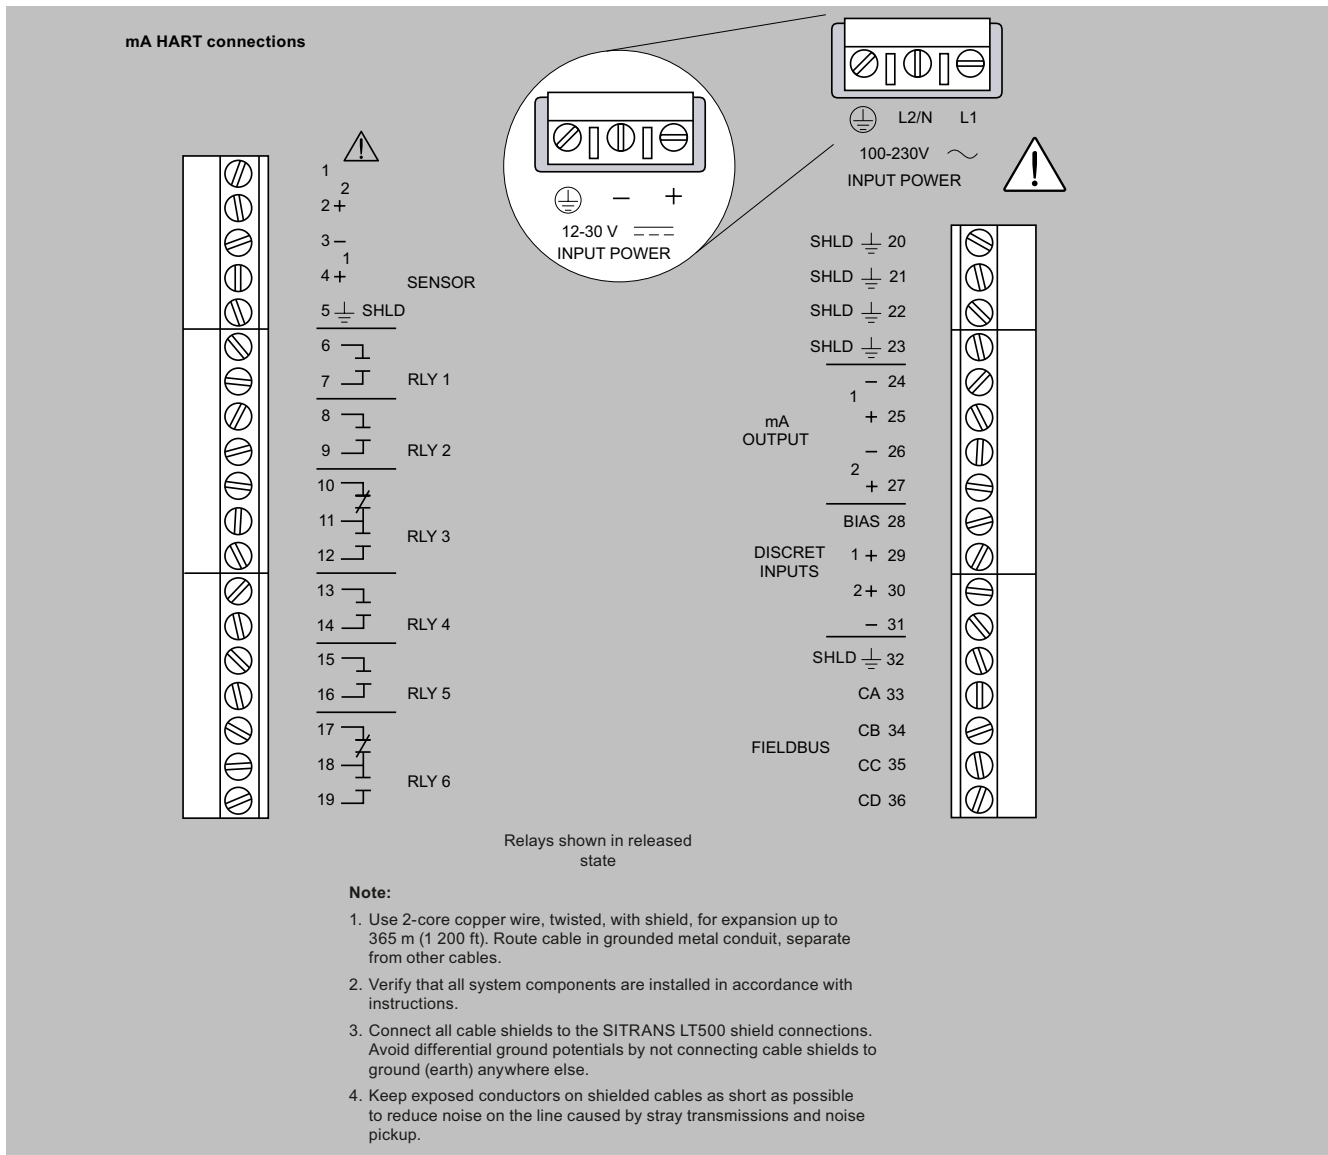 mA HART connections
L2/N L1
100-230V
INPUT POWER
− +
12-30 V
INPUT POWER
1
2
2 +
3 −
1
4 +
SENSOR
5 SHLD
6
7
RLY 1
8
9
RLY 2
10
11
12
RLY 3
13
14
RLY 4
15
16
RLY 5
17
18
19
RLY 6
SHLD 20
SHLD 21
SHLD 22
SHLD 23
− 24
1
+ 25
mA
OUTPUT
− 26
2
+ 27
BIAS 28
DISCRET
INPUTS
1 + 29
2 + 30
− 31
SHLD 32
CA 33
CB 34
FIELDBUS
CC 35
CD 36
Relays shown in released
state
Note:
1. Use 2-core copper wire, twisted, with shield, for expansion up to
365 m (1 200 ft). Route cable in grounded metal conduit, separate
from other cables.
2. Verify that all system components are installed in accordance with
instructions.
3. Connect all cable shields to the SITRANS LT500 shield connections.
Avoid differential ground potentials by not connecting cable shields to
ground (earth) anywhere else.
4. Keep exposed conductors on shielded cables as short as possible
to reduce noise on the line caused by stray transmissions and noise
pickup.